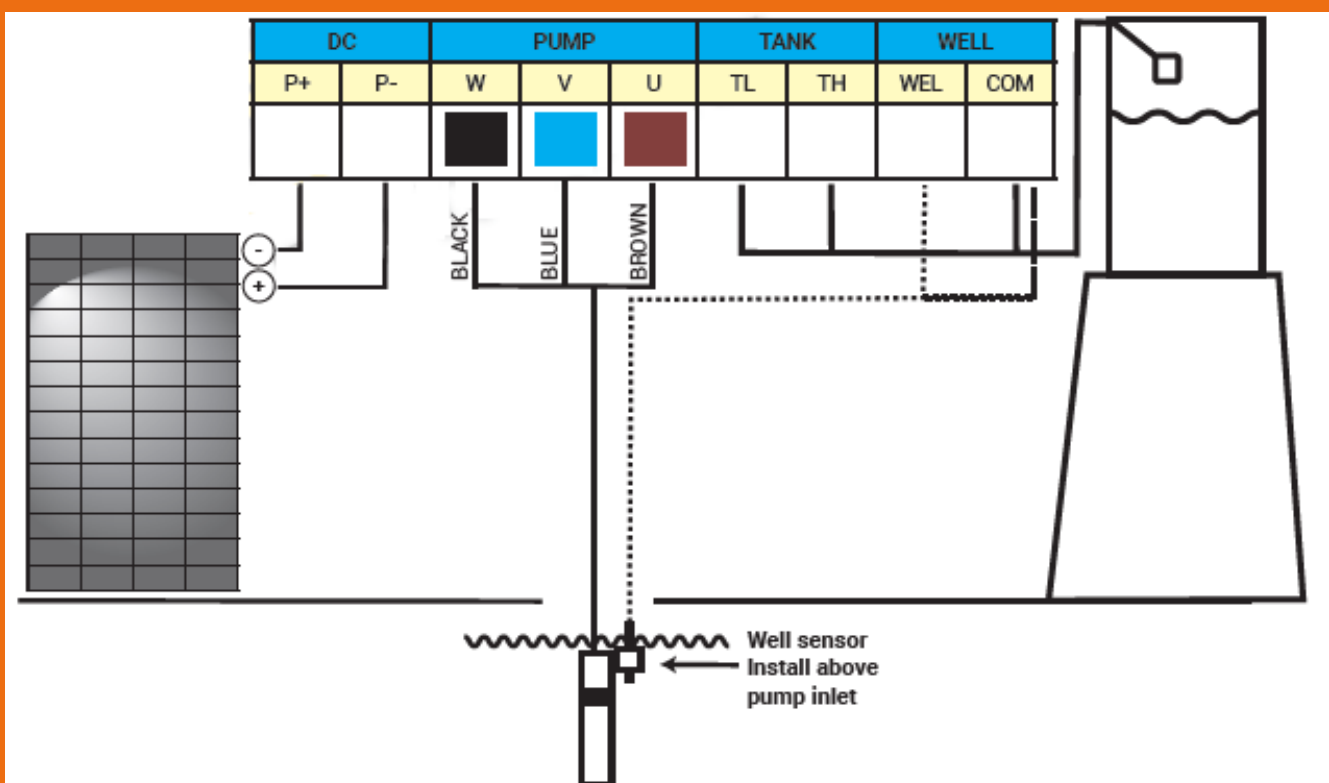 DC PUMP TANK WELL
P+ P- W V U TL TH WEL COM
BLACK
BLUE
BROWN
-
+
Well sensor
Install above
pump inlet